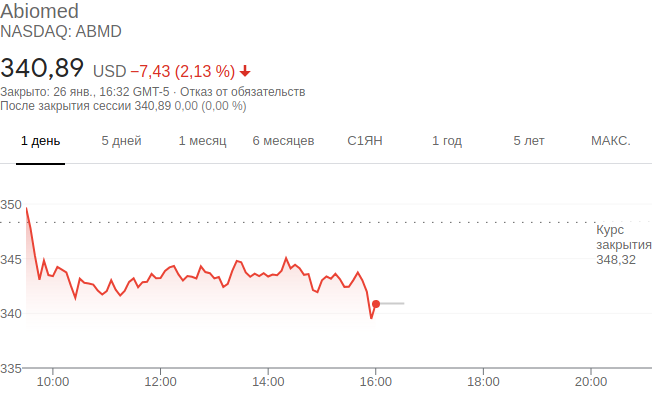 Abiomed
NASDAQ: ABMD
340,89 USD −7,43 (2,13 %)
Закрыто: 26 янв., 16:32 GMT-5 · Отказ от обязательств
После закрытия сессии 340,89 0,00 (0,00 %)
1 день 5 дней 1 месяц 6 месяцев С1ЯН 1 год 5 лет МАКС.
350
Курс
закрытия
345 348,32
340
335
10:00 12:00 14:00 16:00 18:00 20:00